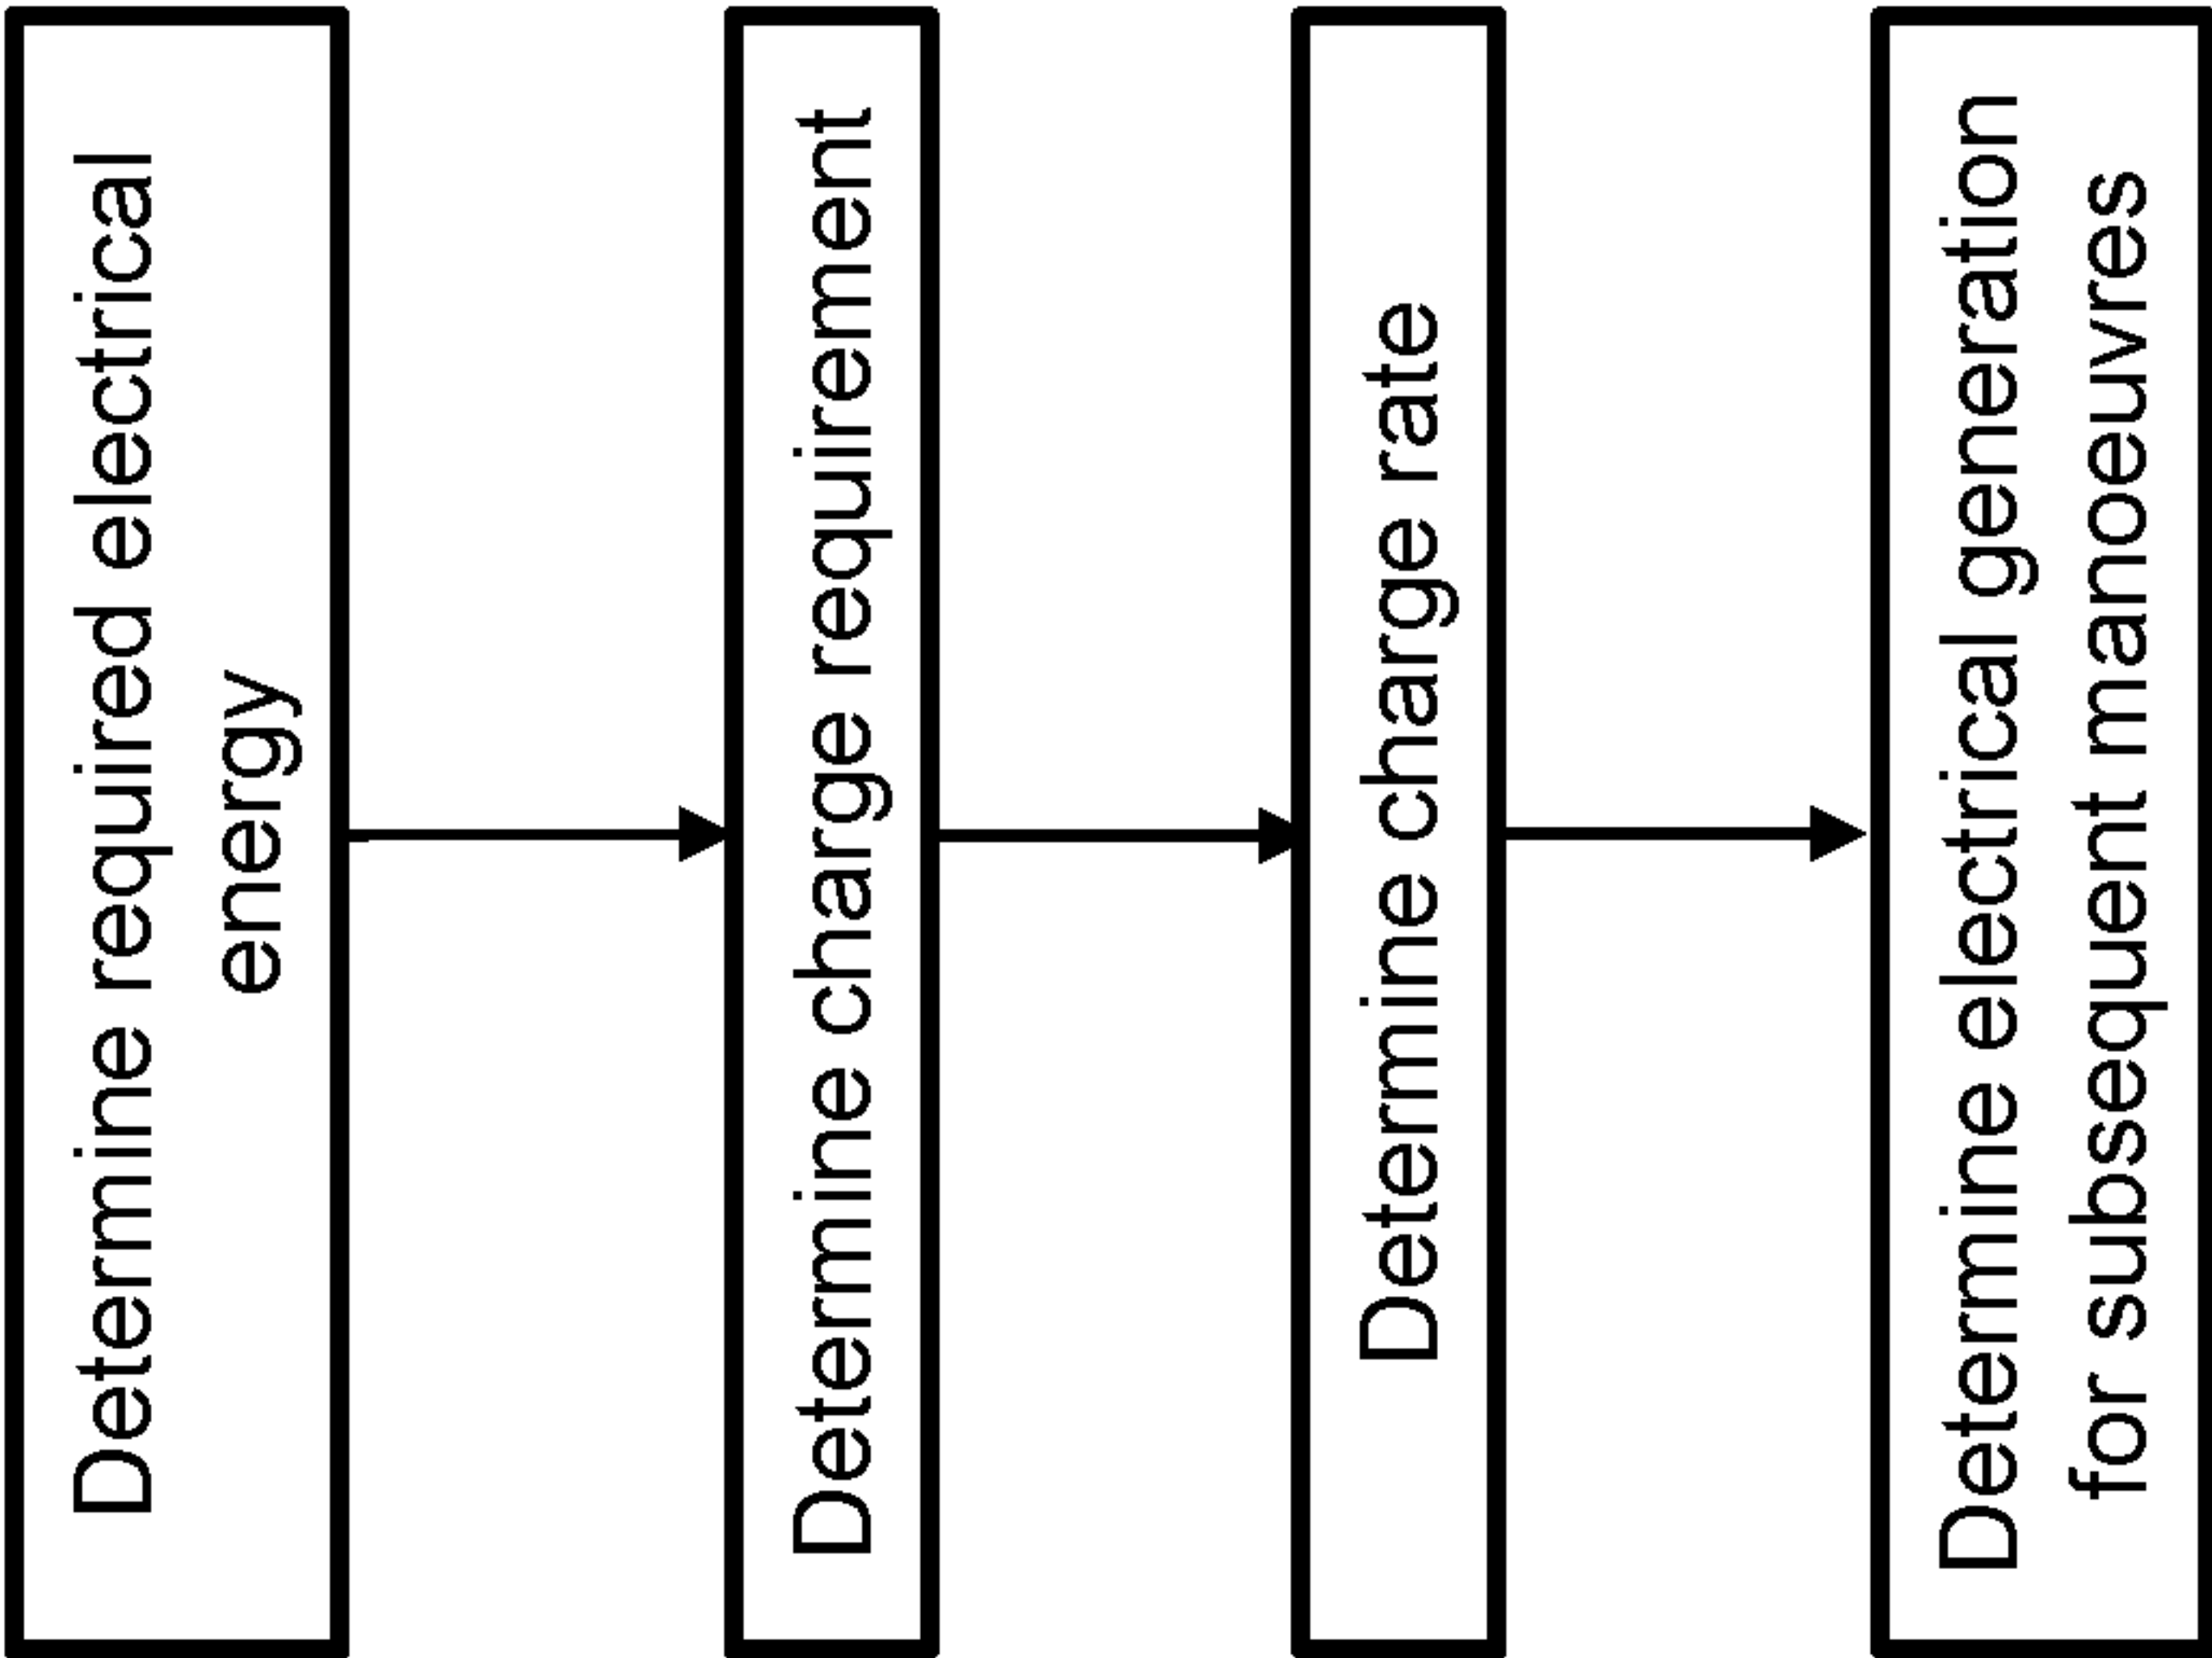 Determine required electrical
energy
Determine charge requirement
Determine charge rate
Determine electrical generation
for subsequent manoeuvres